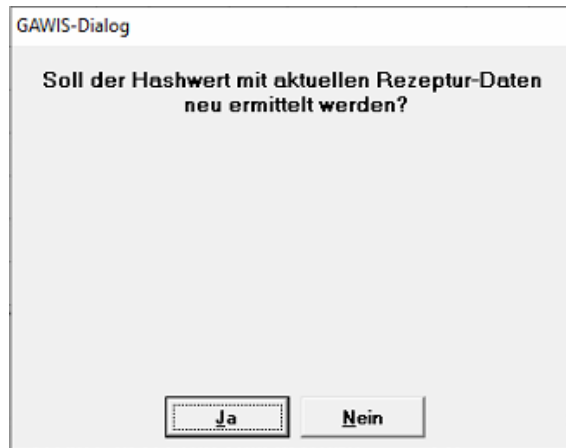 GAWIS-Dialog
Soll der Hashwert mit aktuellen Rezeptur-Daten
neu ermittelt werden?
Ja
Nein